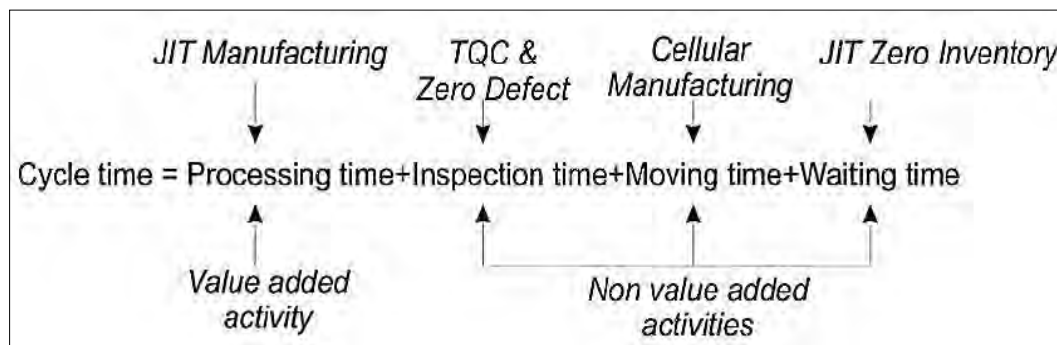 JIT Manufacturing
TQC &
Zero Defect
Cellular
Manufacturing
JIT Zero Inventory
Cycle time = Processing time+Inspection time+Moving time+Waiting time
Value added
activity
Non value added
activities